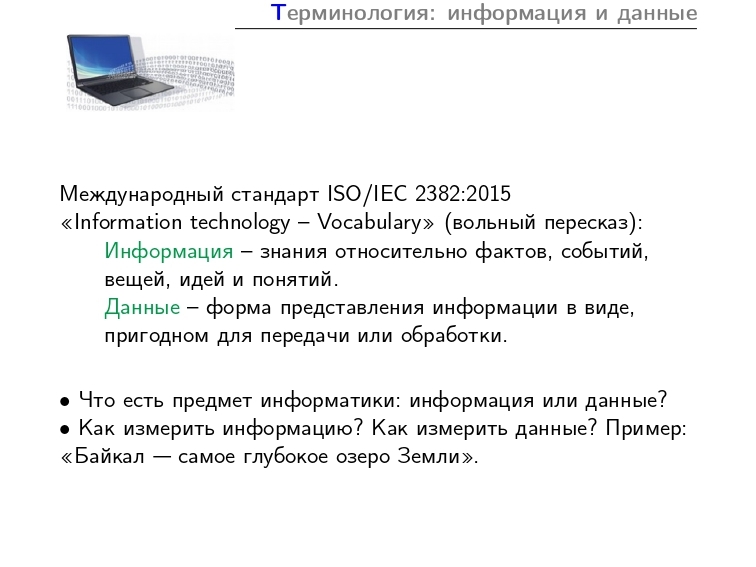 Терминология: информация и данные
Международный стандарт ISO/IEC 2382:2015
«Information technology – Vocabulary» (вольный пересказ):
Информация – знания относительно фактов, событий,
вещей, идей и понятий.
Данные – форма представления информации в виде,
пригодном для передачи или обработки.
• Что есть предмет информатики: информация или данные?
• Как измерить информацию? Как измерить данные? Пример:
«Байкал — самое глубокое озеро Земли».